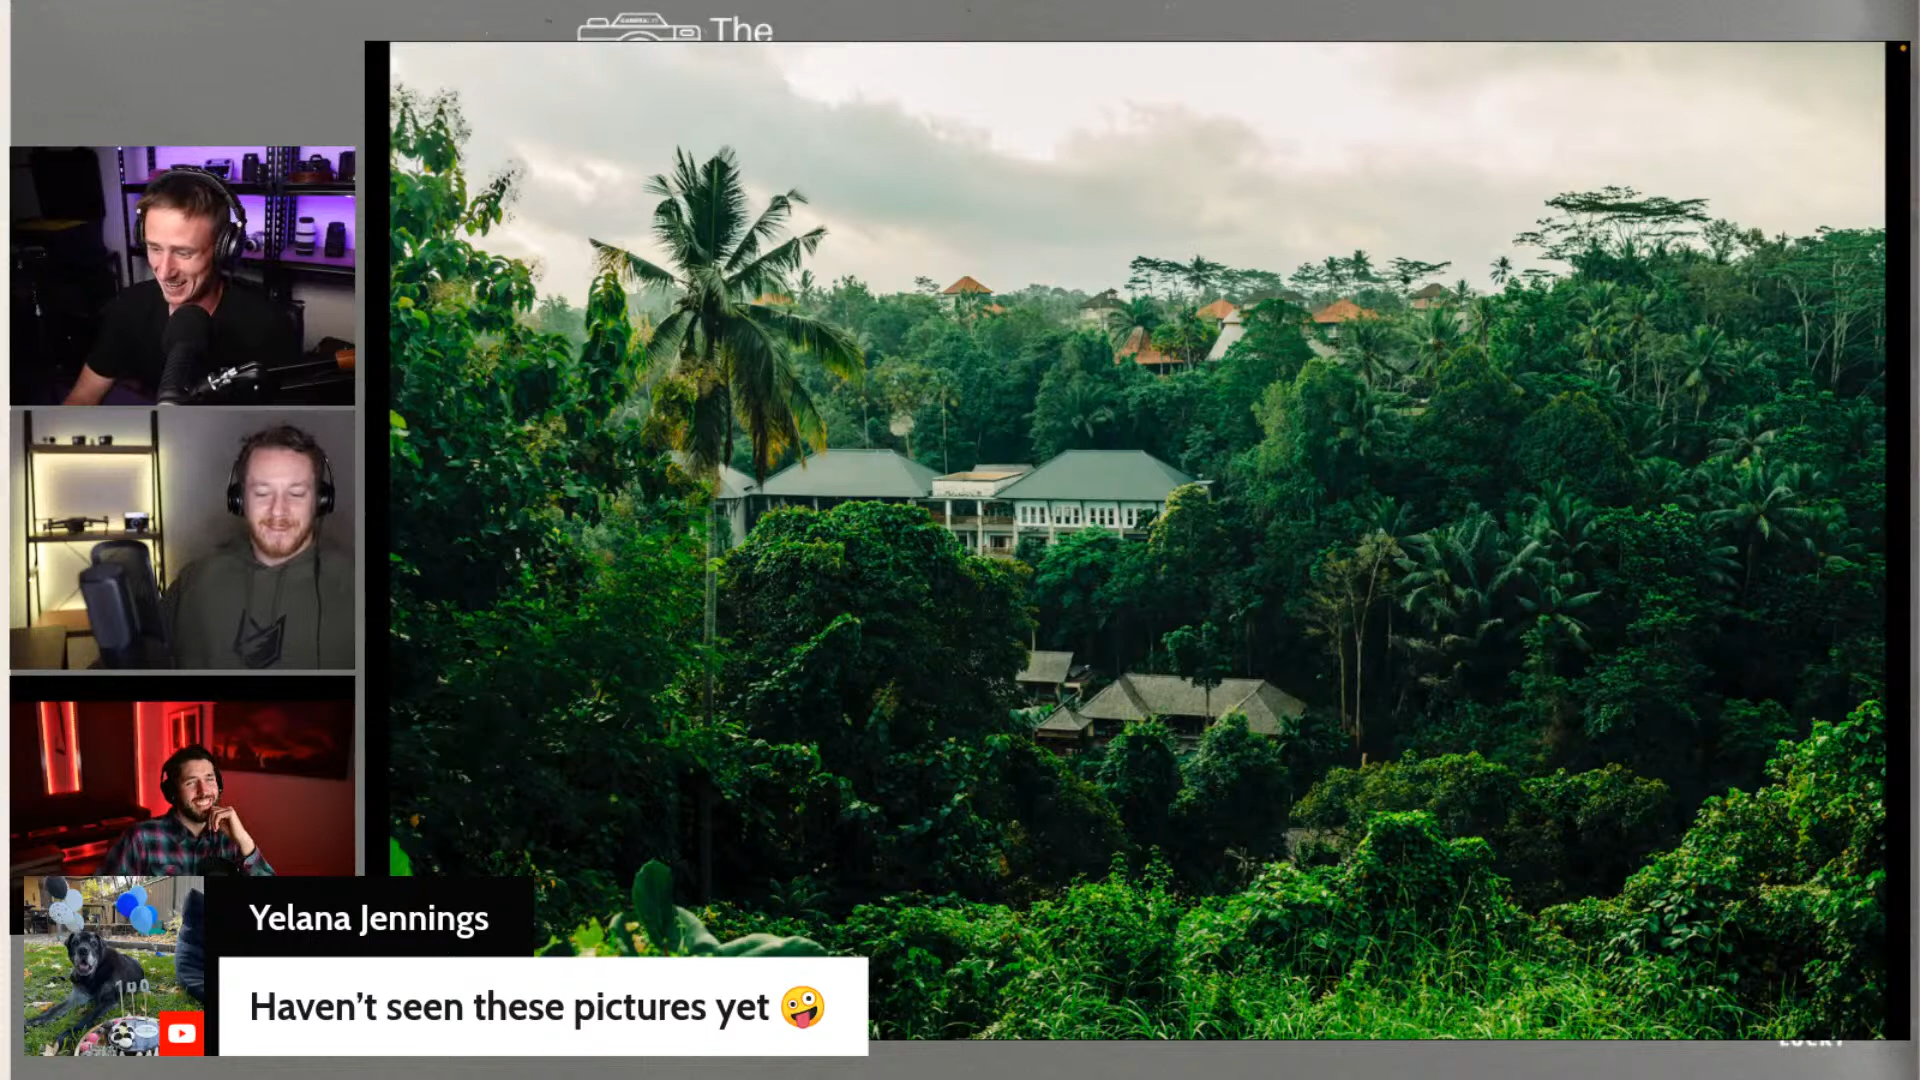 The
Yelana Jennings
Haven't seen these pictures yet 🤪